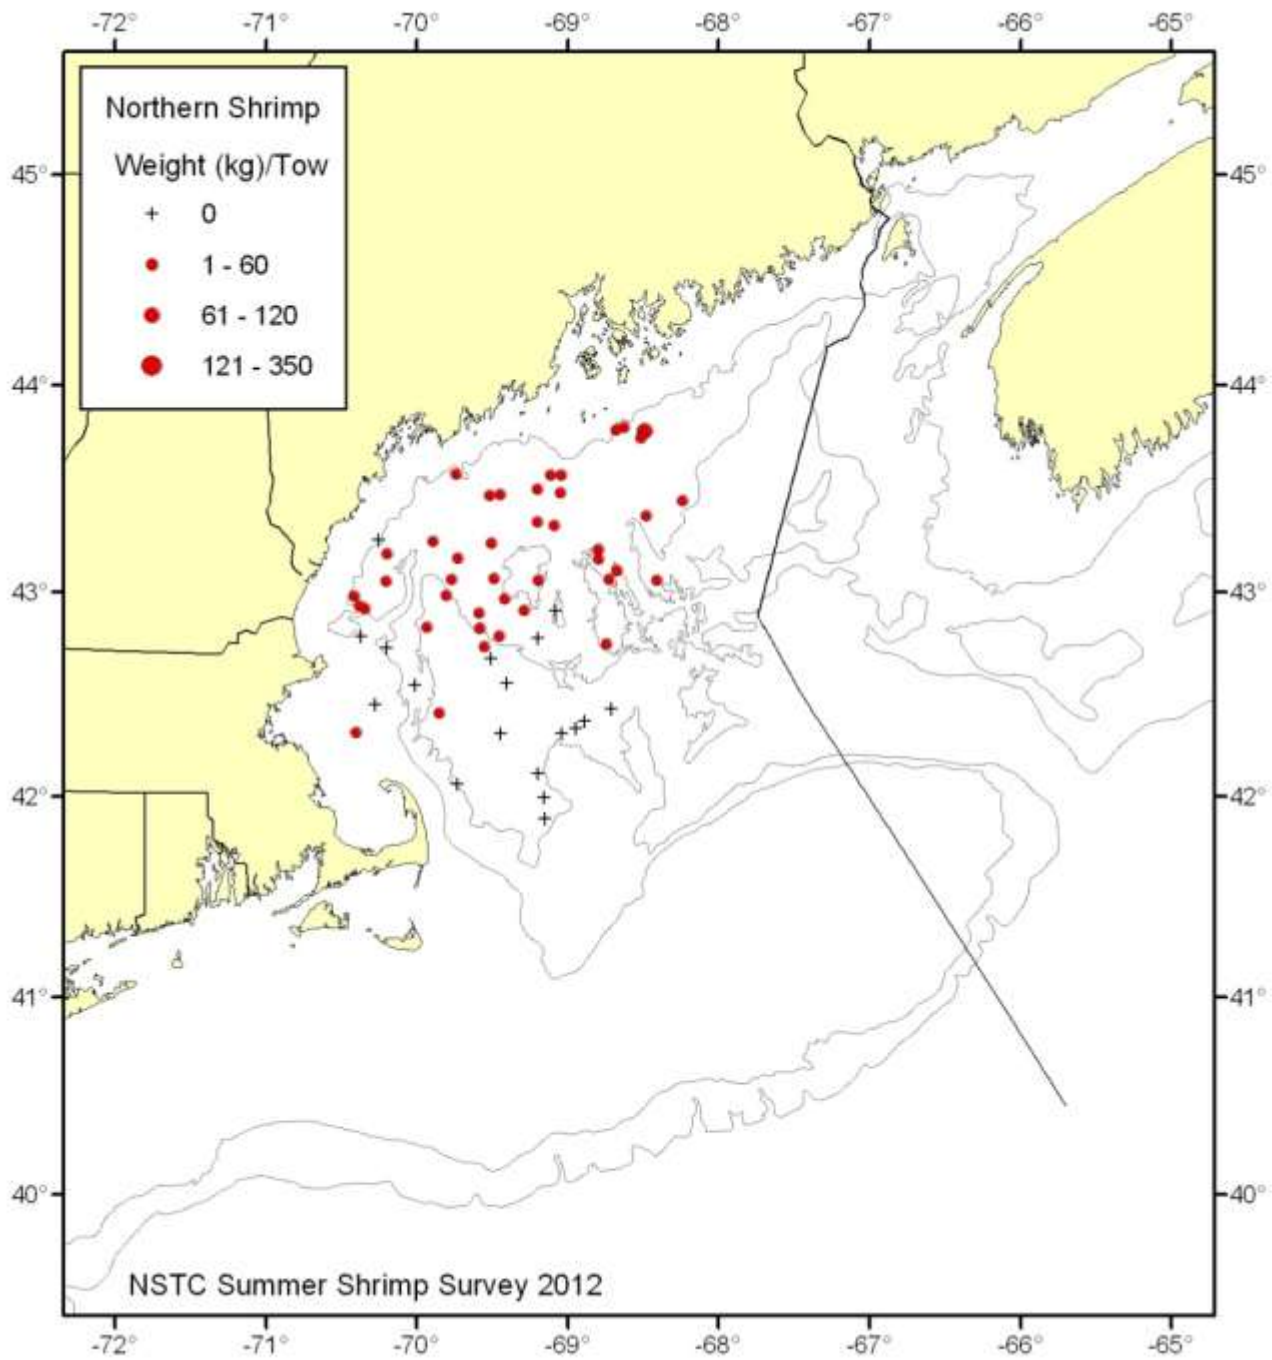 -72° -71° -70° -69° -68° -67° -66° -65°
Northern Shrimp
Weight (kg)/Tow
0
1 - 60
61 - 120
121 - 350
45° 45°
44° 44°
43° 43°
42° 42°
41° 41°
40° 40°
NSTC Summer Shrimp Survey 2012
-72° -71° -70° -69° -68° -67° -66° -65°